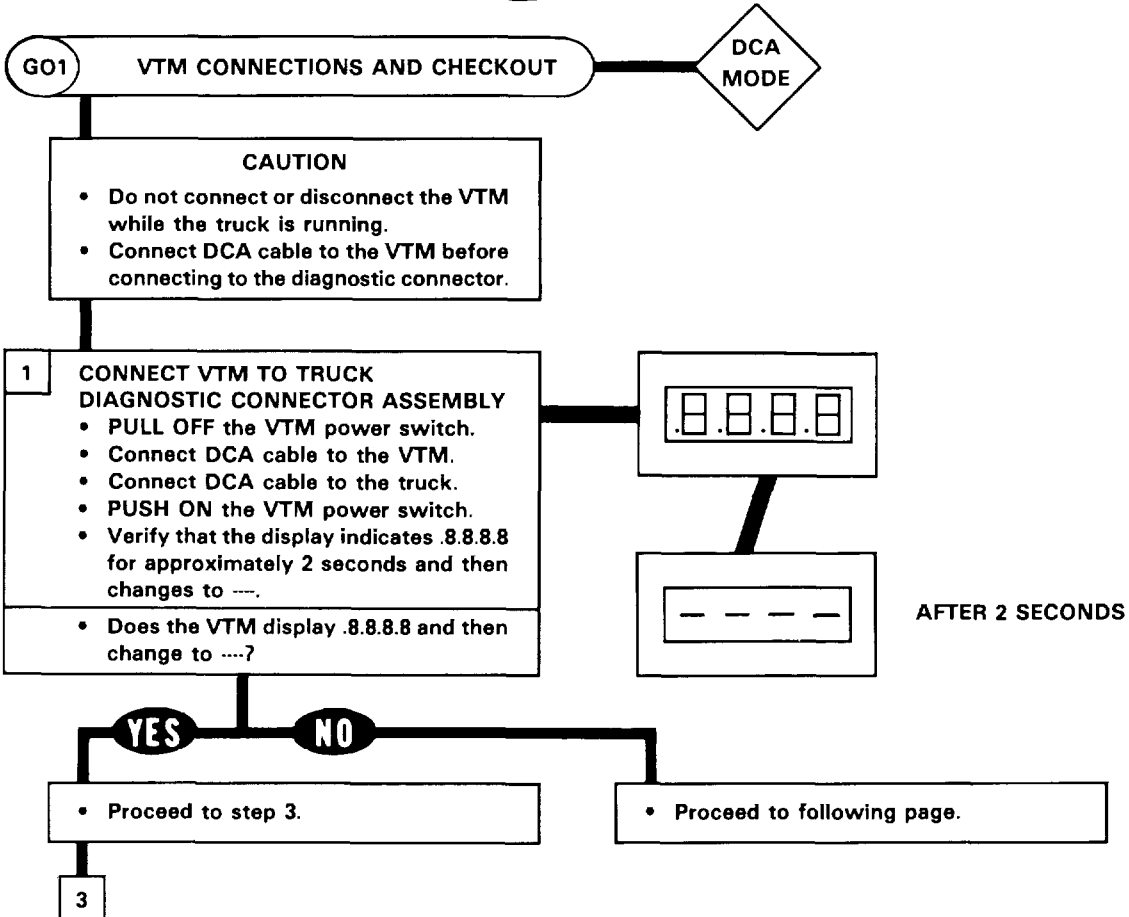 GO1 VTM CONNECTIONS AND CHECKOUT
DCA
MODE
CAUTION
• Do not connect or disconnect the VTM
while the truck is running.
• Connect DCA cable to the VTM before
connecting to the diagnostic connector.
1 CONNECT VTM TO TRUCK
DIAGNOSTIC CONNECTOR ASSEMBLY
• PULL OFF the VTM power switch.
• Connect DCA cable to the VTM.
• Connect DCA cable to the truck.
• PUSH ON the VTM power switch.
• Verify that the display indicates .8.8.8.8
for approximately 2 seconds and then
changes to ----.
• Does the VTM display .8.8.8.8 and then
change to ----?
.8.8.8.8
– – – –
AFTER 2 SECONDS
YES
NO
• Proceed to step 3.
• Proceed to following page.
3